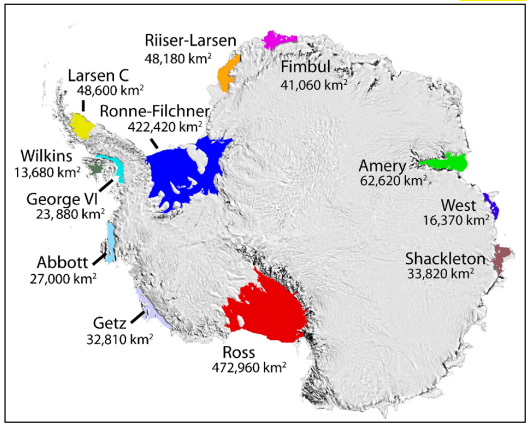 Riiser-Larsen
48,180 km²
Fimbul
41,060 km²
Larsen C
48,600 km²
Ronne-Filchner
422,420 km²
Wilkins
13,680 km²
George VI
23,880 km²
Amery
62,620 km²
West
16,370 km²
Abbott
27,000 km²
Shackleton
33,820 km²
Getz
32,810 km²
Ross
472,960 km²